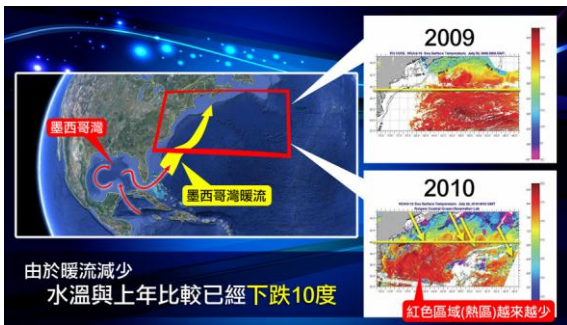 2009
墨西哥灣
墨西哥灣暖流
2010
由於暖流減少
水溫與上年比較已經下跌10度
紅色區域(熱區)越來越少